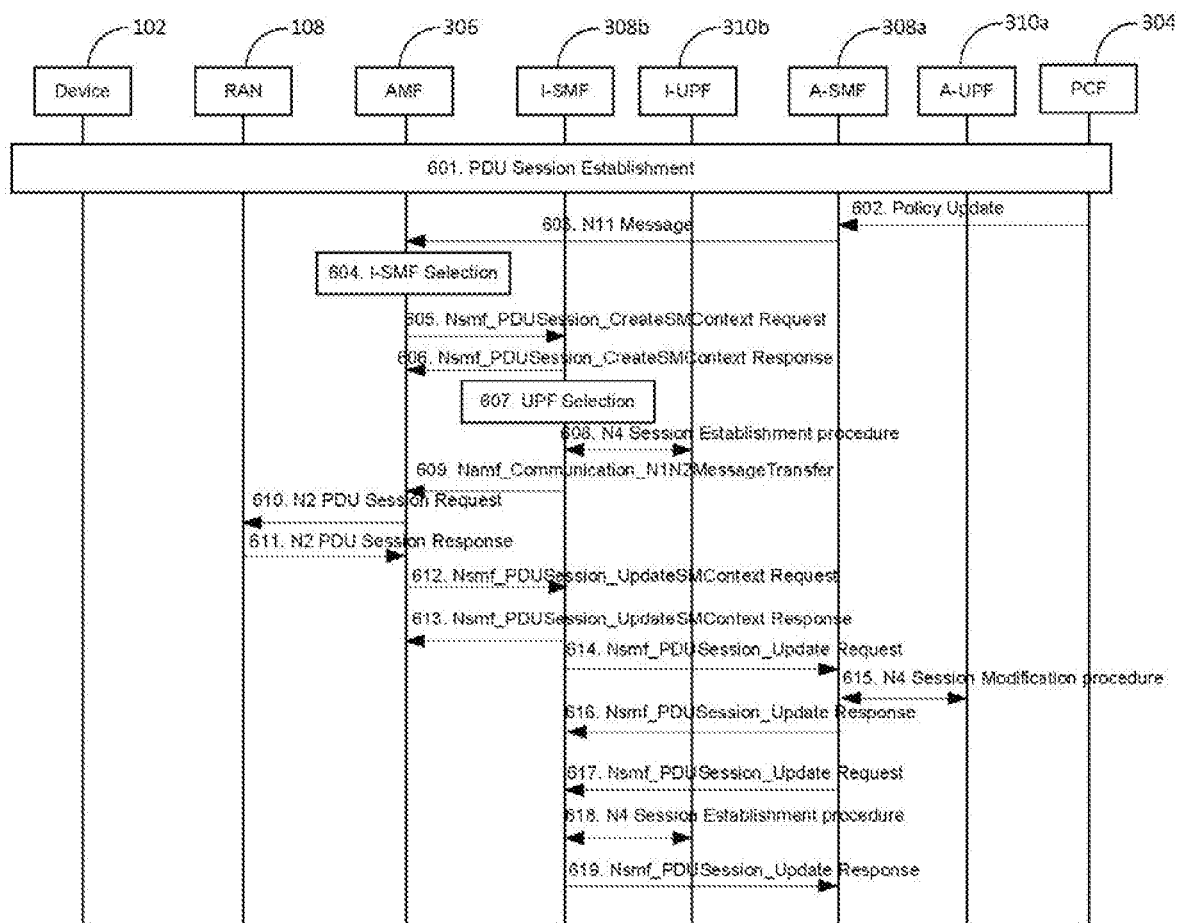 102
108
306
308b
310b
308a
310a
304
Device
RAN
AMF
I-SMF
I-UPF
A-SMF
A-UPF
PCF
601. PDU Session Establishment
602. Policy Update
603. N11 Message
604. I-SMF Selection
605. Nsmf_PDUSession_CreateSMContext Request
606. Nsmf_PDUSession_CreateSMContext Response
607. UPF Selection
608. N4 Session Establishment procedure
609. Namf_Communication_N1N2MessageTransfer
610. N2 PDU Session Request
611. N2 PDU Session Response
612. Nsmf_PDUSession_UpdateSMContext Request
613. Nsmf_PDUSession_UpdateSMContext Response
614. Nsmf_PDUSession_Update Request
615. N4 Session Modification procedure
616. Nsmf_PDUSession_Update Response
617. Nsmf_PDUSession_Update Request
618. N4 Session Establishment procedure
619. Nsmf_PDUSession_Update Response